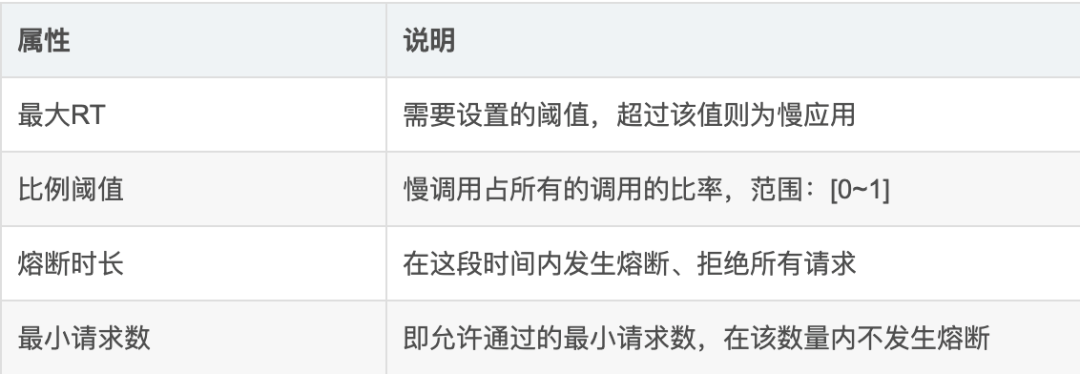 属性 说明
最大RT 需要设置的阈值，超过该值则为慢应用
比例阈值 慢调用占所有的调用的比率，范围：[0~1]
熔断时长 在这段时间内发生熔断、拒绝所有请求
最小请求数 即允许通过的最小请求数，在该数量内不发生熔断